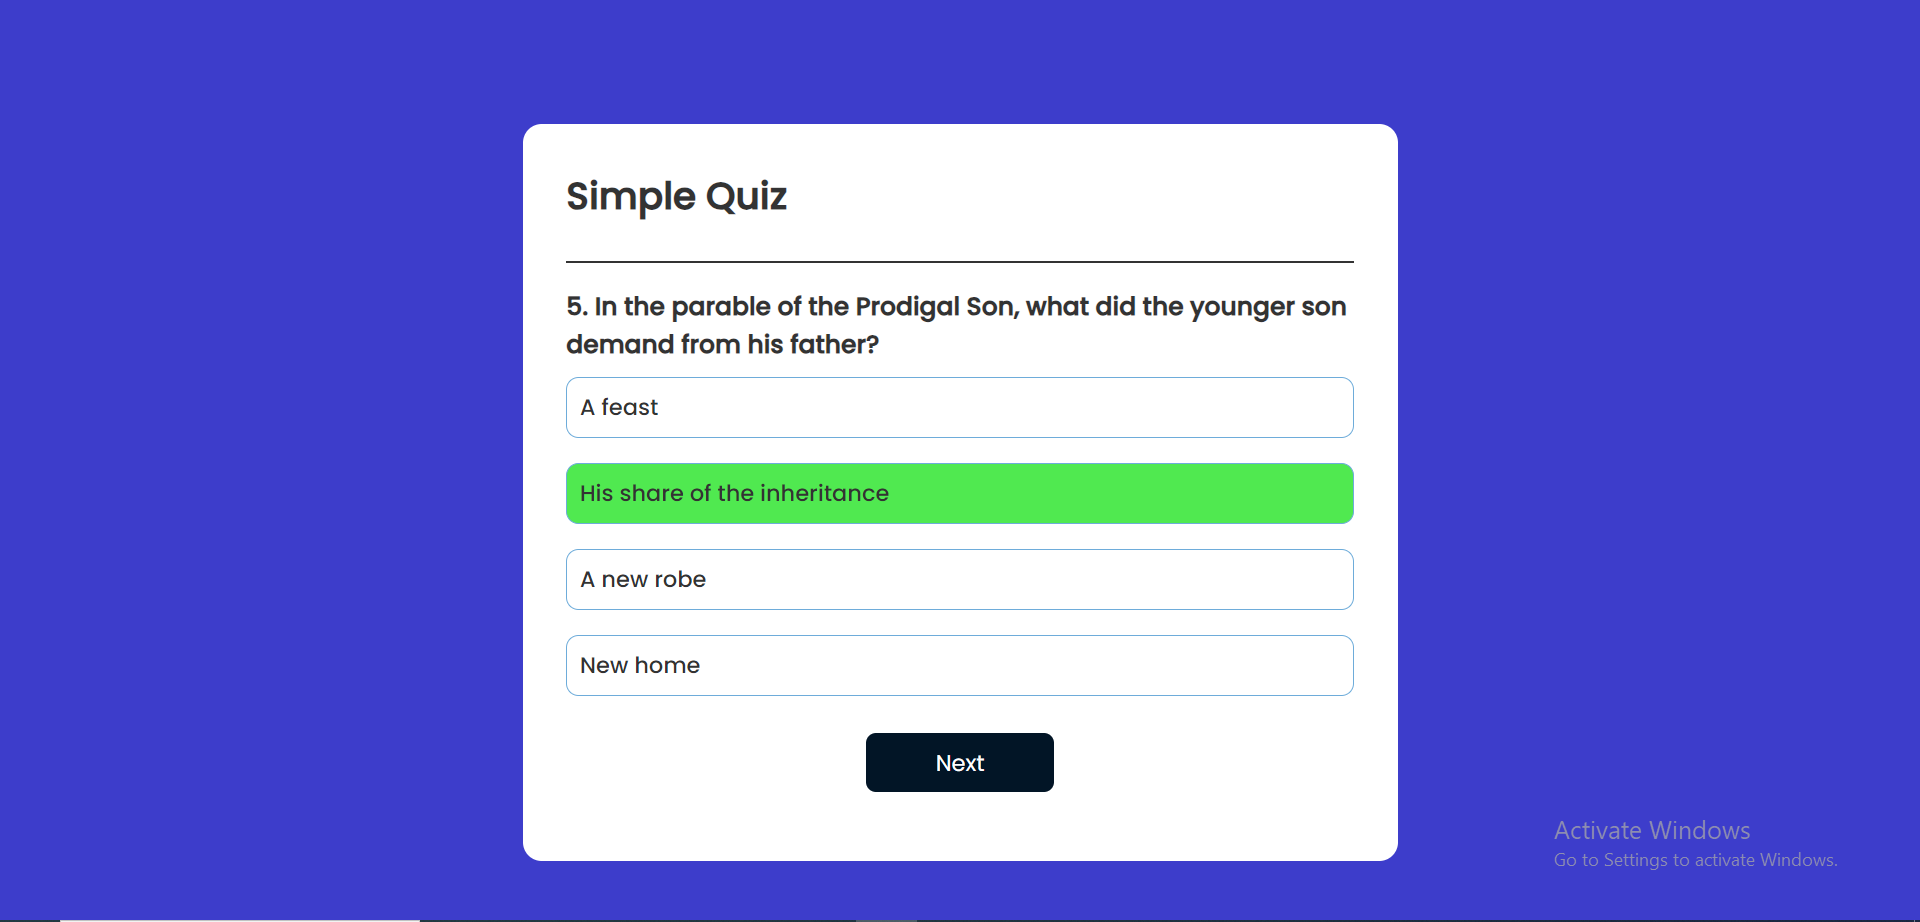 Simple Quiz
5. In the parable of the Prodigal Son, what did the younger son
demand from his father?
A feast
His share of the inheritance
A new robe
New home
Next
Activate Windows
Go to Settings to activate Windows.